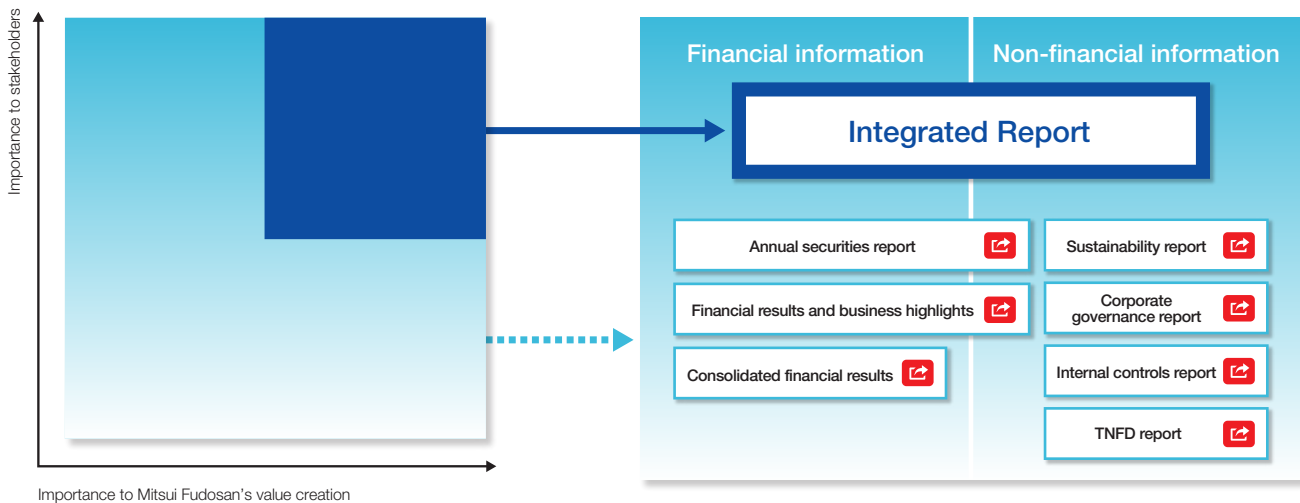 Importance to stakeholders
Importance to Mitsui Fudosan’s value creation
Financial information
Non-financial information
Integrated Report
Annual securities report
Financial results and business highlights
Consolidated financial results
Sustainability report
Corporate
governance report
Internal controls report
TNFD report